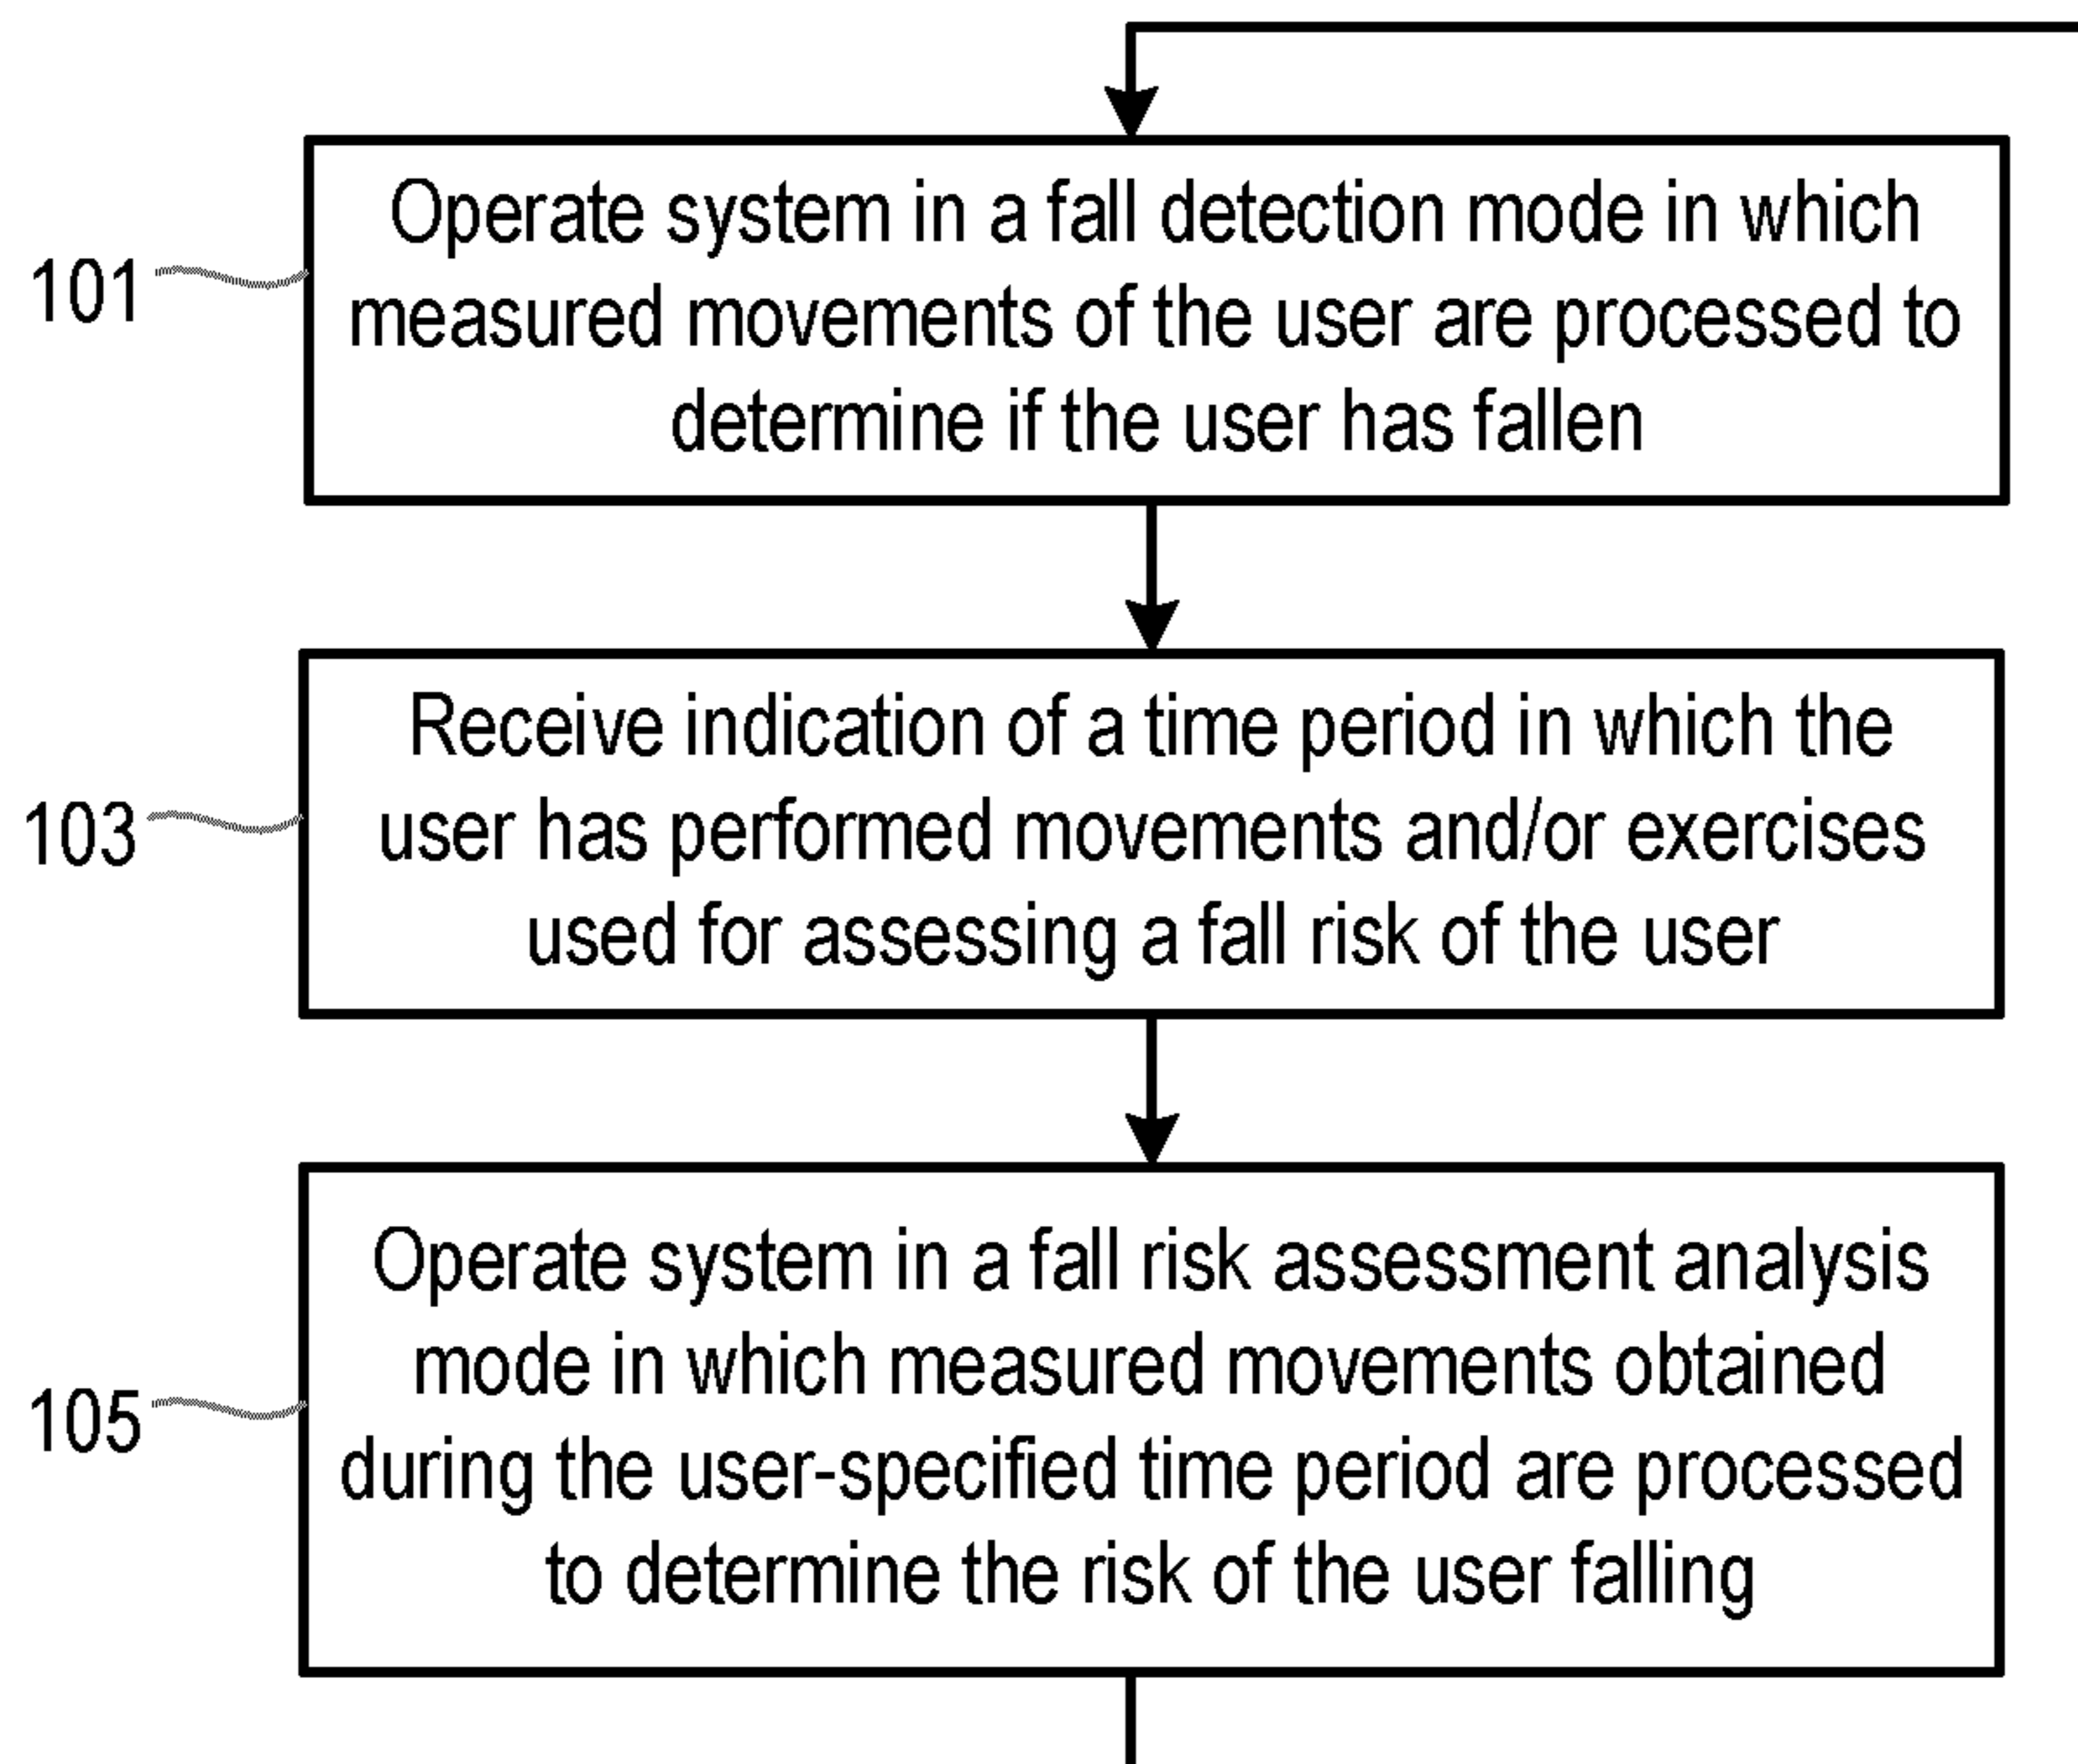 Operate system in a fall detection mode in which
101
measured movements of the user are processed to
determine if the user has fallen
Receive indication of a time period in which the
103
user has performed movements and/or exercises
used for assessing a fall risk of the user
Operate system in a fall risk assessment analysis
mode in which measured movements obtained
105
during the user-specified time period are processed
to determine the risk of the user falling